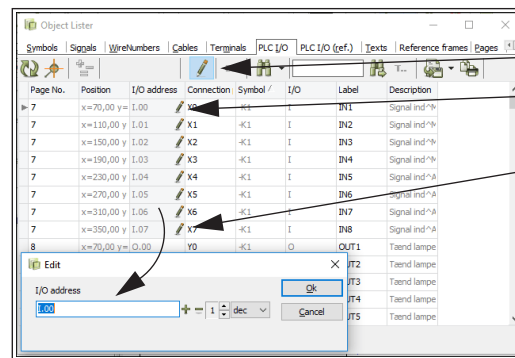 Object Lister
Symbols Signals WireNumbers Cables Terminals PLC I/O PLC I/O (ref.) Texts Reference frames Pages
Page No. Position I/O address Connection Symbol I/O Label Description
7 x=70,00 y= I.00 -K1 I IN1 Signal ind^M
7 x=110,00 y I.01 X1 -K1 I IN2 Signal ind^M
7 x=150,00 y I.02 X2 -K1 I IN3 Signal ind^M
7 x=190,00 y I.03 X3 -K1 I IN4 Signal ind^M
7 x=230,00 y I.04 X4 -K1 I IN5 Signal ind^A
7 x=270,00 y I.05 X5 -K1 I IN6 Signal ind^A
7 x=310,00 y I.06 X6 -K1 I IN7 Signal ind^A
7 x=350,00 y I.07 X7 -K1 I IN8 Signal ind^A
8 x=70,00 y= O.00 Y0 -K1 O OUT1 Tænd lampe
Edit
UT2 Tænd lampe
I/O address
Ok
UT3 Tænd lampe
I.00 1 dec
Cancel
UT4 Tænd lampe
UT5 Tænd lampe